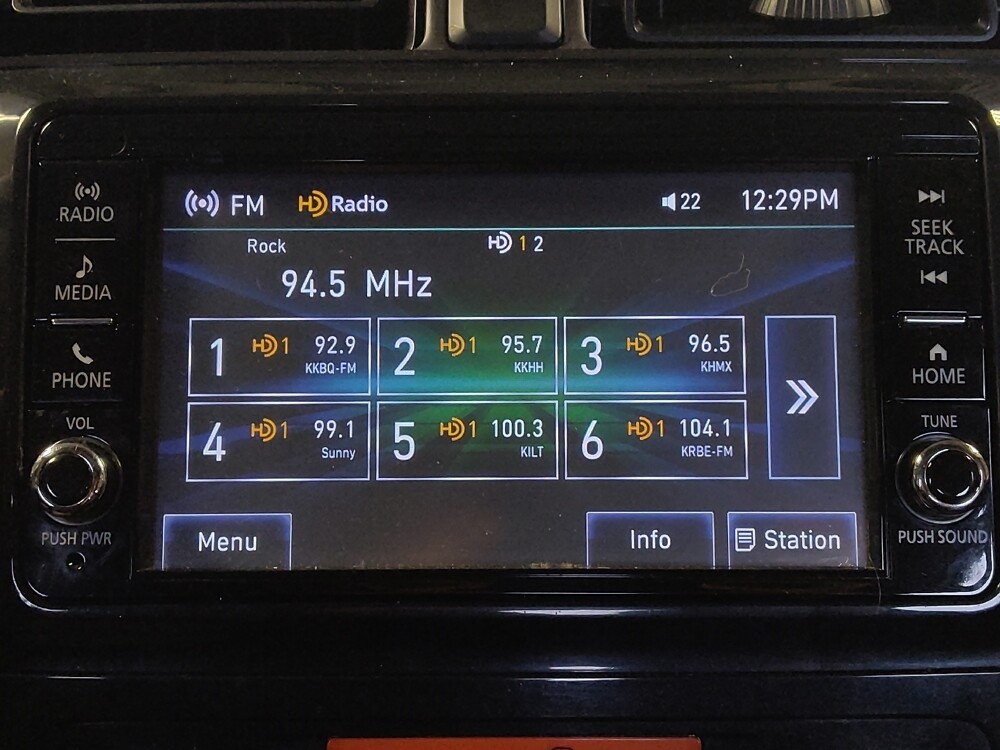 RADIO
MEDIA
PHONE
VOL
PUSH PWR
FM HD Radio 22 12:29PM
Rock HD 1 2
94.5 MHz
1 HD 1 92.9
KKBQ-FM
2 HD 1 95.7
KKHH
3 HD 1 96.5
KHMX
4 HD 1 99.1
Sunny
5 HD 1 100.3
KILT
6 HD 1 104.1
KRBE-FM
Menu Info Station
SEEK
TRACK
HOME
TUNE
PUSH SOUND